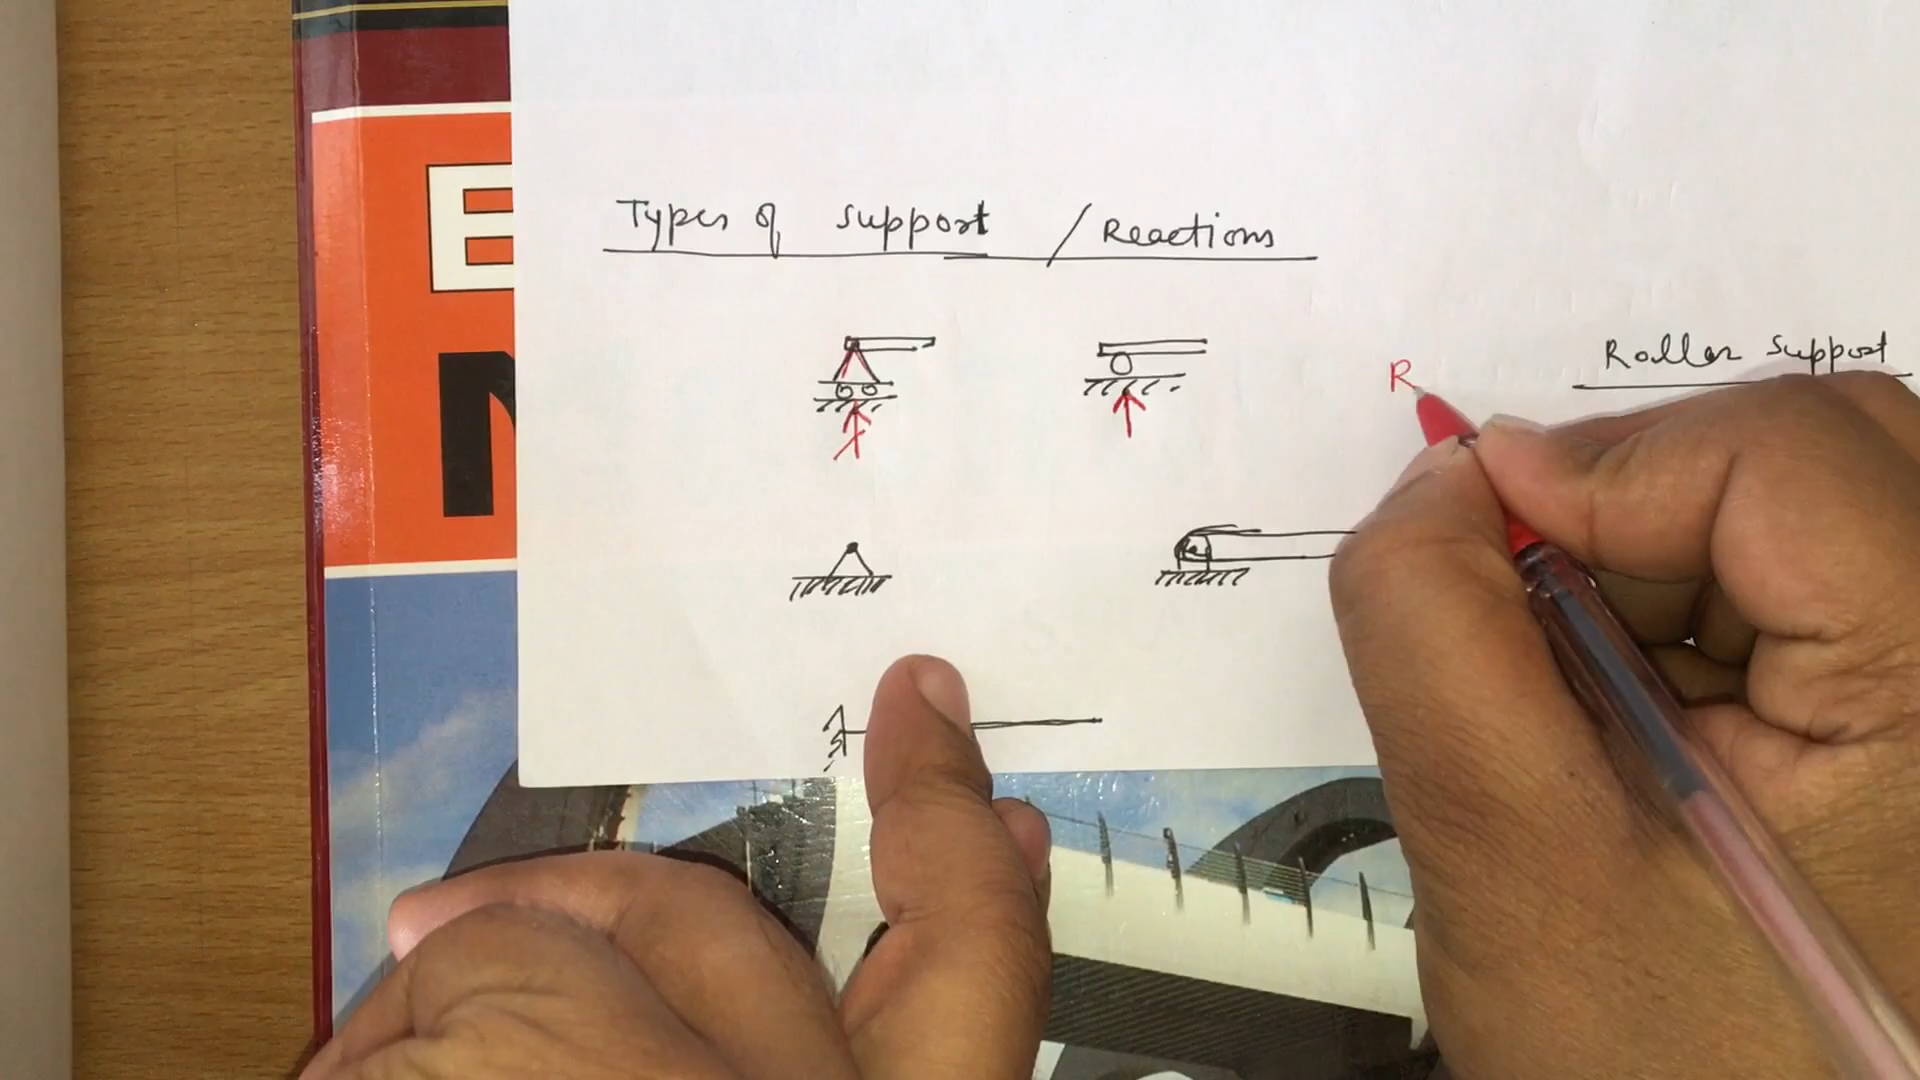 Types of support / Reactions
Roller support
R
E